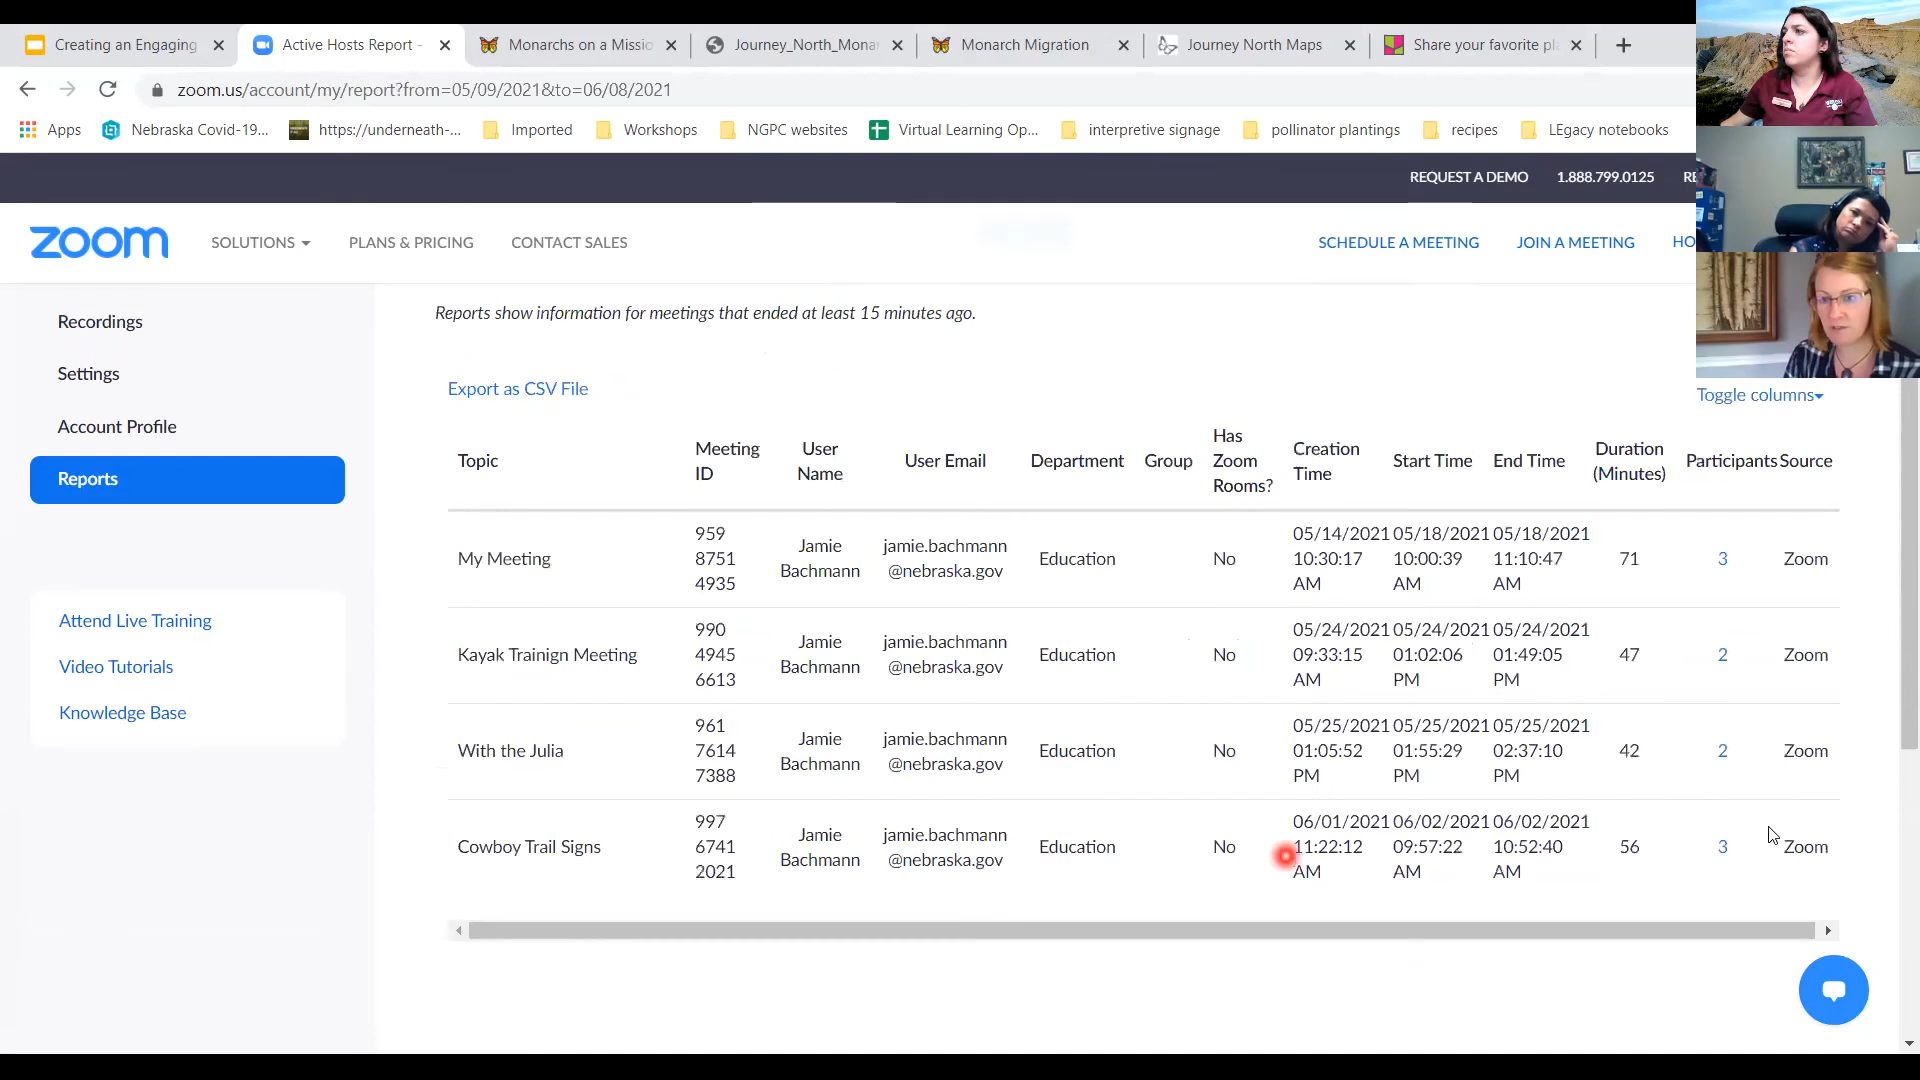 Creating an Engaging
Active Hosts Report -
Monarchs on a Missio
Journey_North_Mona
Monarch Migration
Journey North Maps
Share your favorite pl
zoom.us/account/my/report?from=05/09/2021&to=06/08/2021
Apps
Nebraska Covid-19...
https://underneath-...
Imported
Workshops
NGPC websites
Virtual Learning Op...
interpretive signage
pollinator plantings
recipes
LEgacy notebooks
REQUEST A DEMO
1.888.799.0125
RE
zoom
SOLUTIONS
PLANS & PRICING
CONTACT SALES
SCHEDULE A MEETING
JOIN A MEETING
HO
Recordings
Settings
Account Profile
Reports
Attend Live Training
Video Tutorials
Knowledge Base
Reports show information for meetings that ended at least 15 minutes ago.
Export as CSV File
Toggle columns
Topic
Meeting
ID
User
Name
User Email
Department
Group
Has
Zoom
Rooms?
Creation
Time
Start Time
End Time
Duration
(Minutes)
Participants
Source
My Meeting
959
8751
4935
Jamie
Bachmann
jamie.bachmann
@nebraska.gov
Education
No
05/14/2021
10:30:17
AM
05/18/2021
10:00:39
AM
05/18/2021
11:10:47
AM
71
3
Zoom
Kayak Trainign Meeting
990
4945
6613
Jamie
Bachmann
jamie.bachmann
@nebraska.gov
Education
No
05/24/2021
09:33:15
AM
05/24/2021
01:02:06
PM
05/24/2021
01:49:05
PM
47
2
Zoom
With the Julia
961
7614
7388
Jamie
Bachmann
jamie.bachmann
@nebraska.gov
Education
No
05/25/2021
01:05:52
PM
05/25/2021
01:55:29
PM
05/25/2021
02:37:10
PM
42
2
Zoom
Cowboy Trail Signs
997
6741
2021
Jamie
Bachmann
jamie.bachmann
@nebraska.gov
Education
No
06/01/2021
11:22:12
AM
06/02/2021
09:57:22
AM
06/02/2021
10:52:40
AM
56
3
Zoom